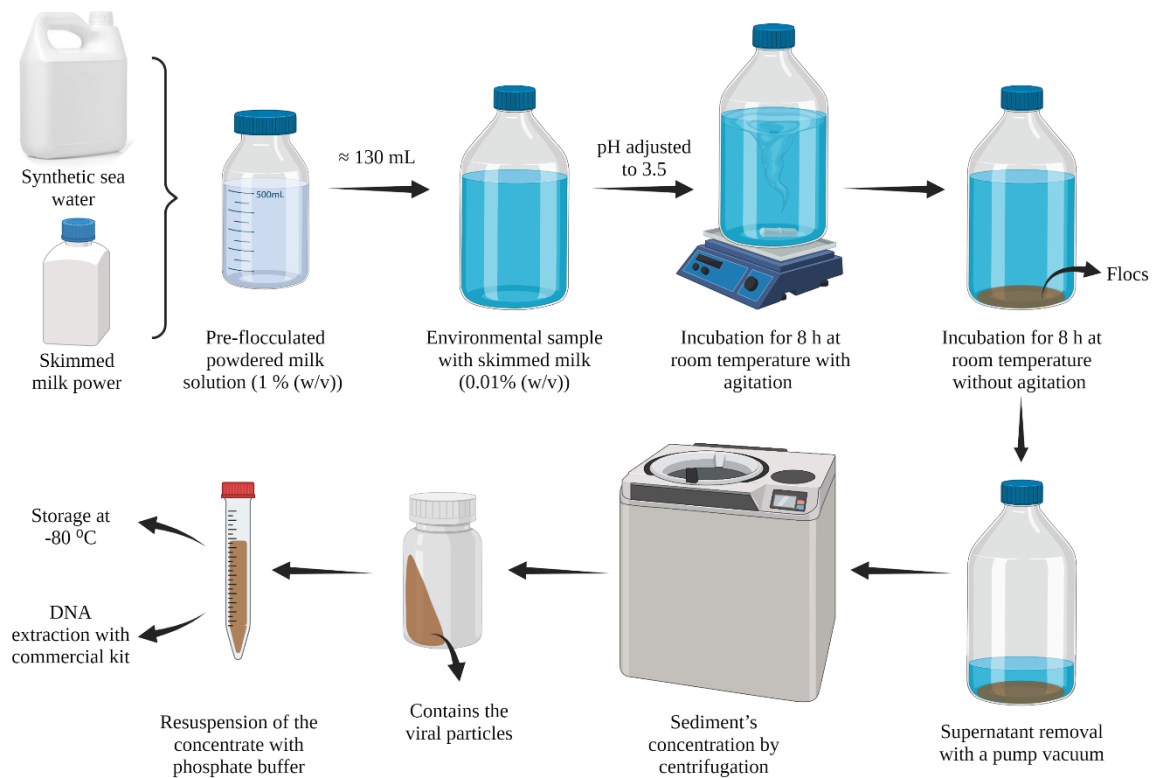 Synthetic sea
water
Skimmed
milk power
500mL
Pre-flocculated
powdered milk
solution (1 % (w/v))
≈ 130 mL
Environmental sample
with skimmed milk
(0.01% (w/v))
pH adjusted
to 3.5
Incubation for 8 h at
room temperature with
agitation
Flocs
Incubation for 8 h at
room temperature
without agitation
Supernatant removal
with a pump vacuum
Sediment’s
concentration by
centrifugation
Contains the
viral particles
Resuspension of the
concentrate with
phosphate buffer
Storage at
-80 ⁰C
DNA
extraction with
commercial kit